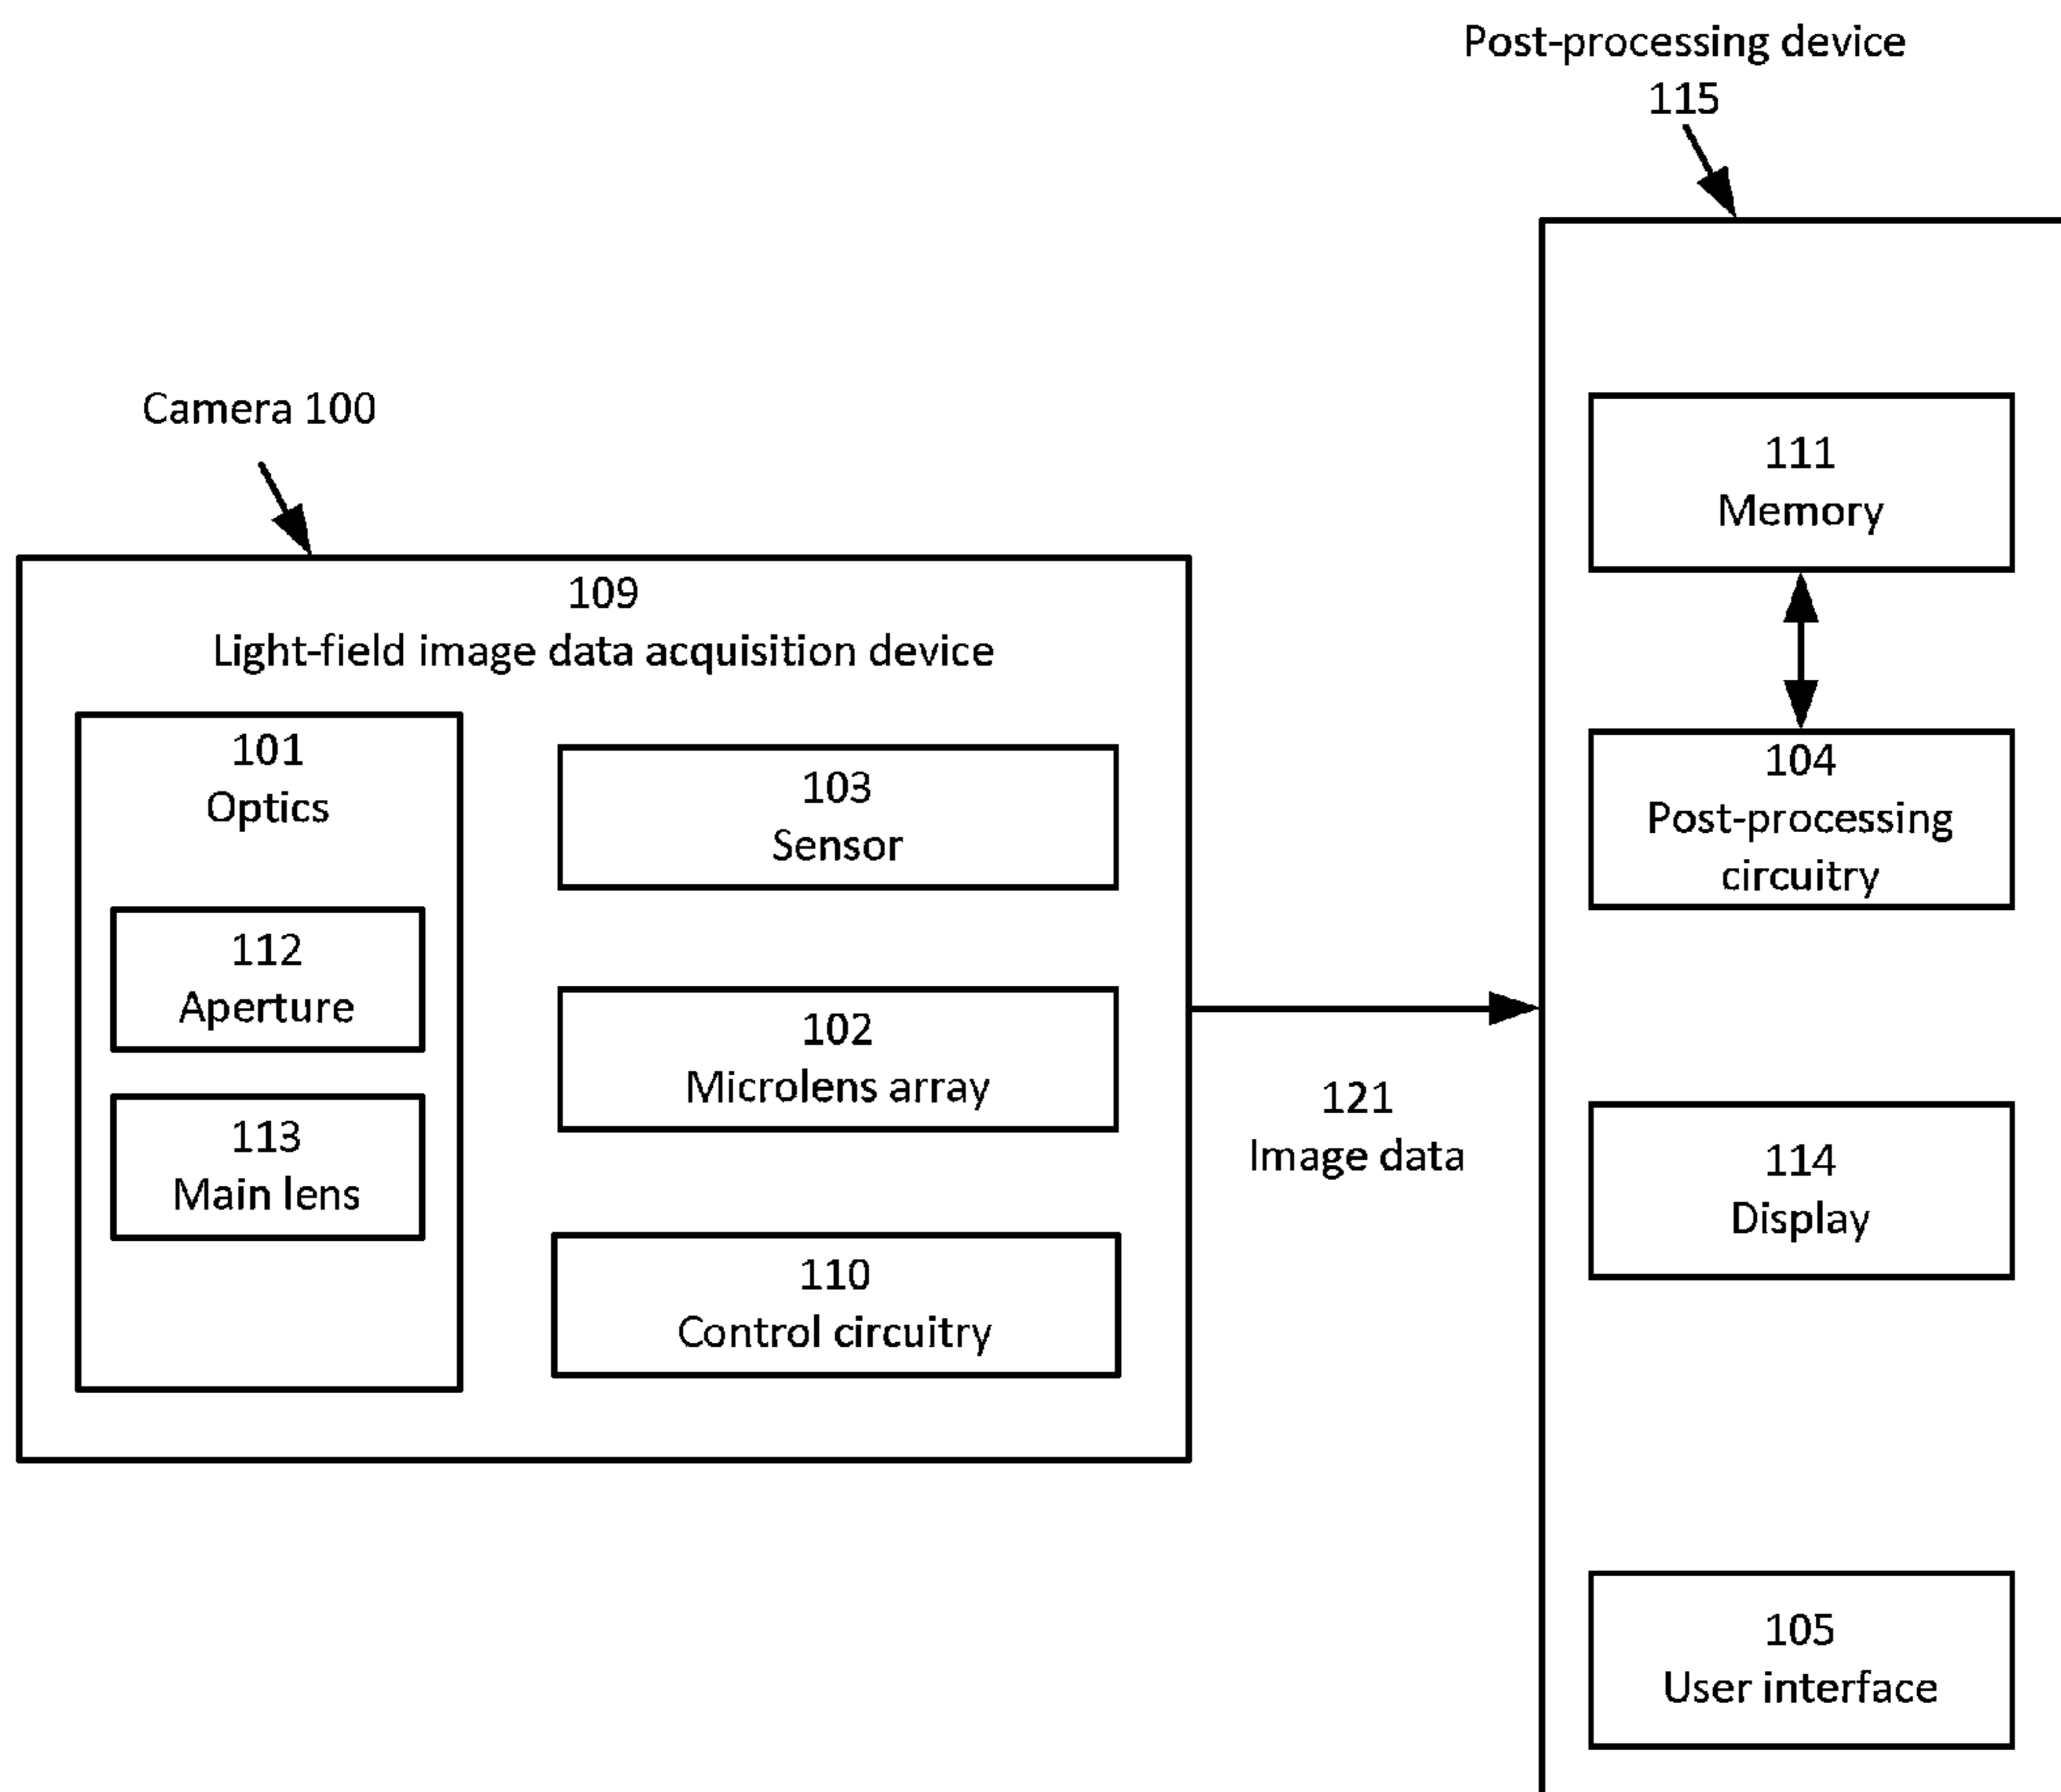 Post-processing device
115
Camera 100
109
Light-field image data acquisition device
101
Optics
112
Aperture
113
Main lens
103
Sensor
102
Microlens array
110
Control circuitry
121
Image data
111
Memory
104
Post-processing
circuitry
114
Display
105
User interface